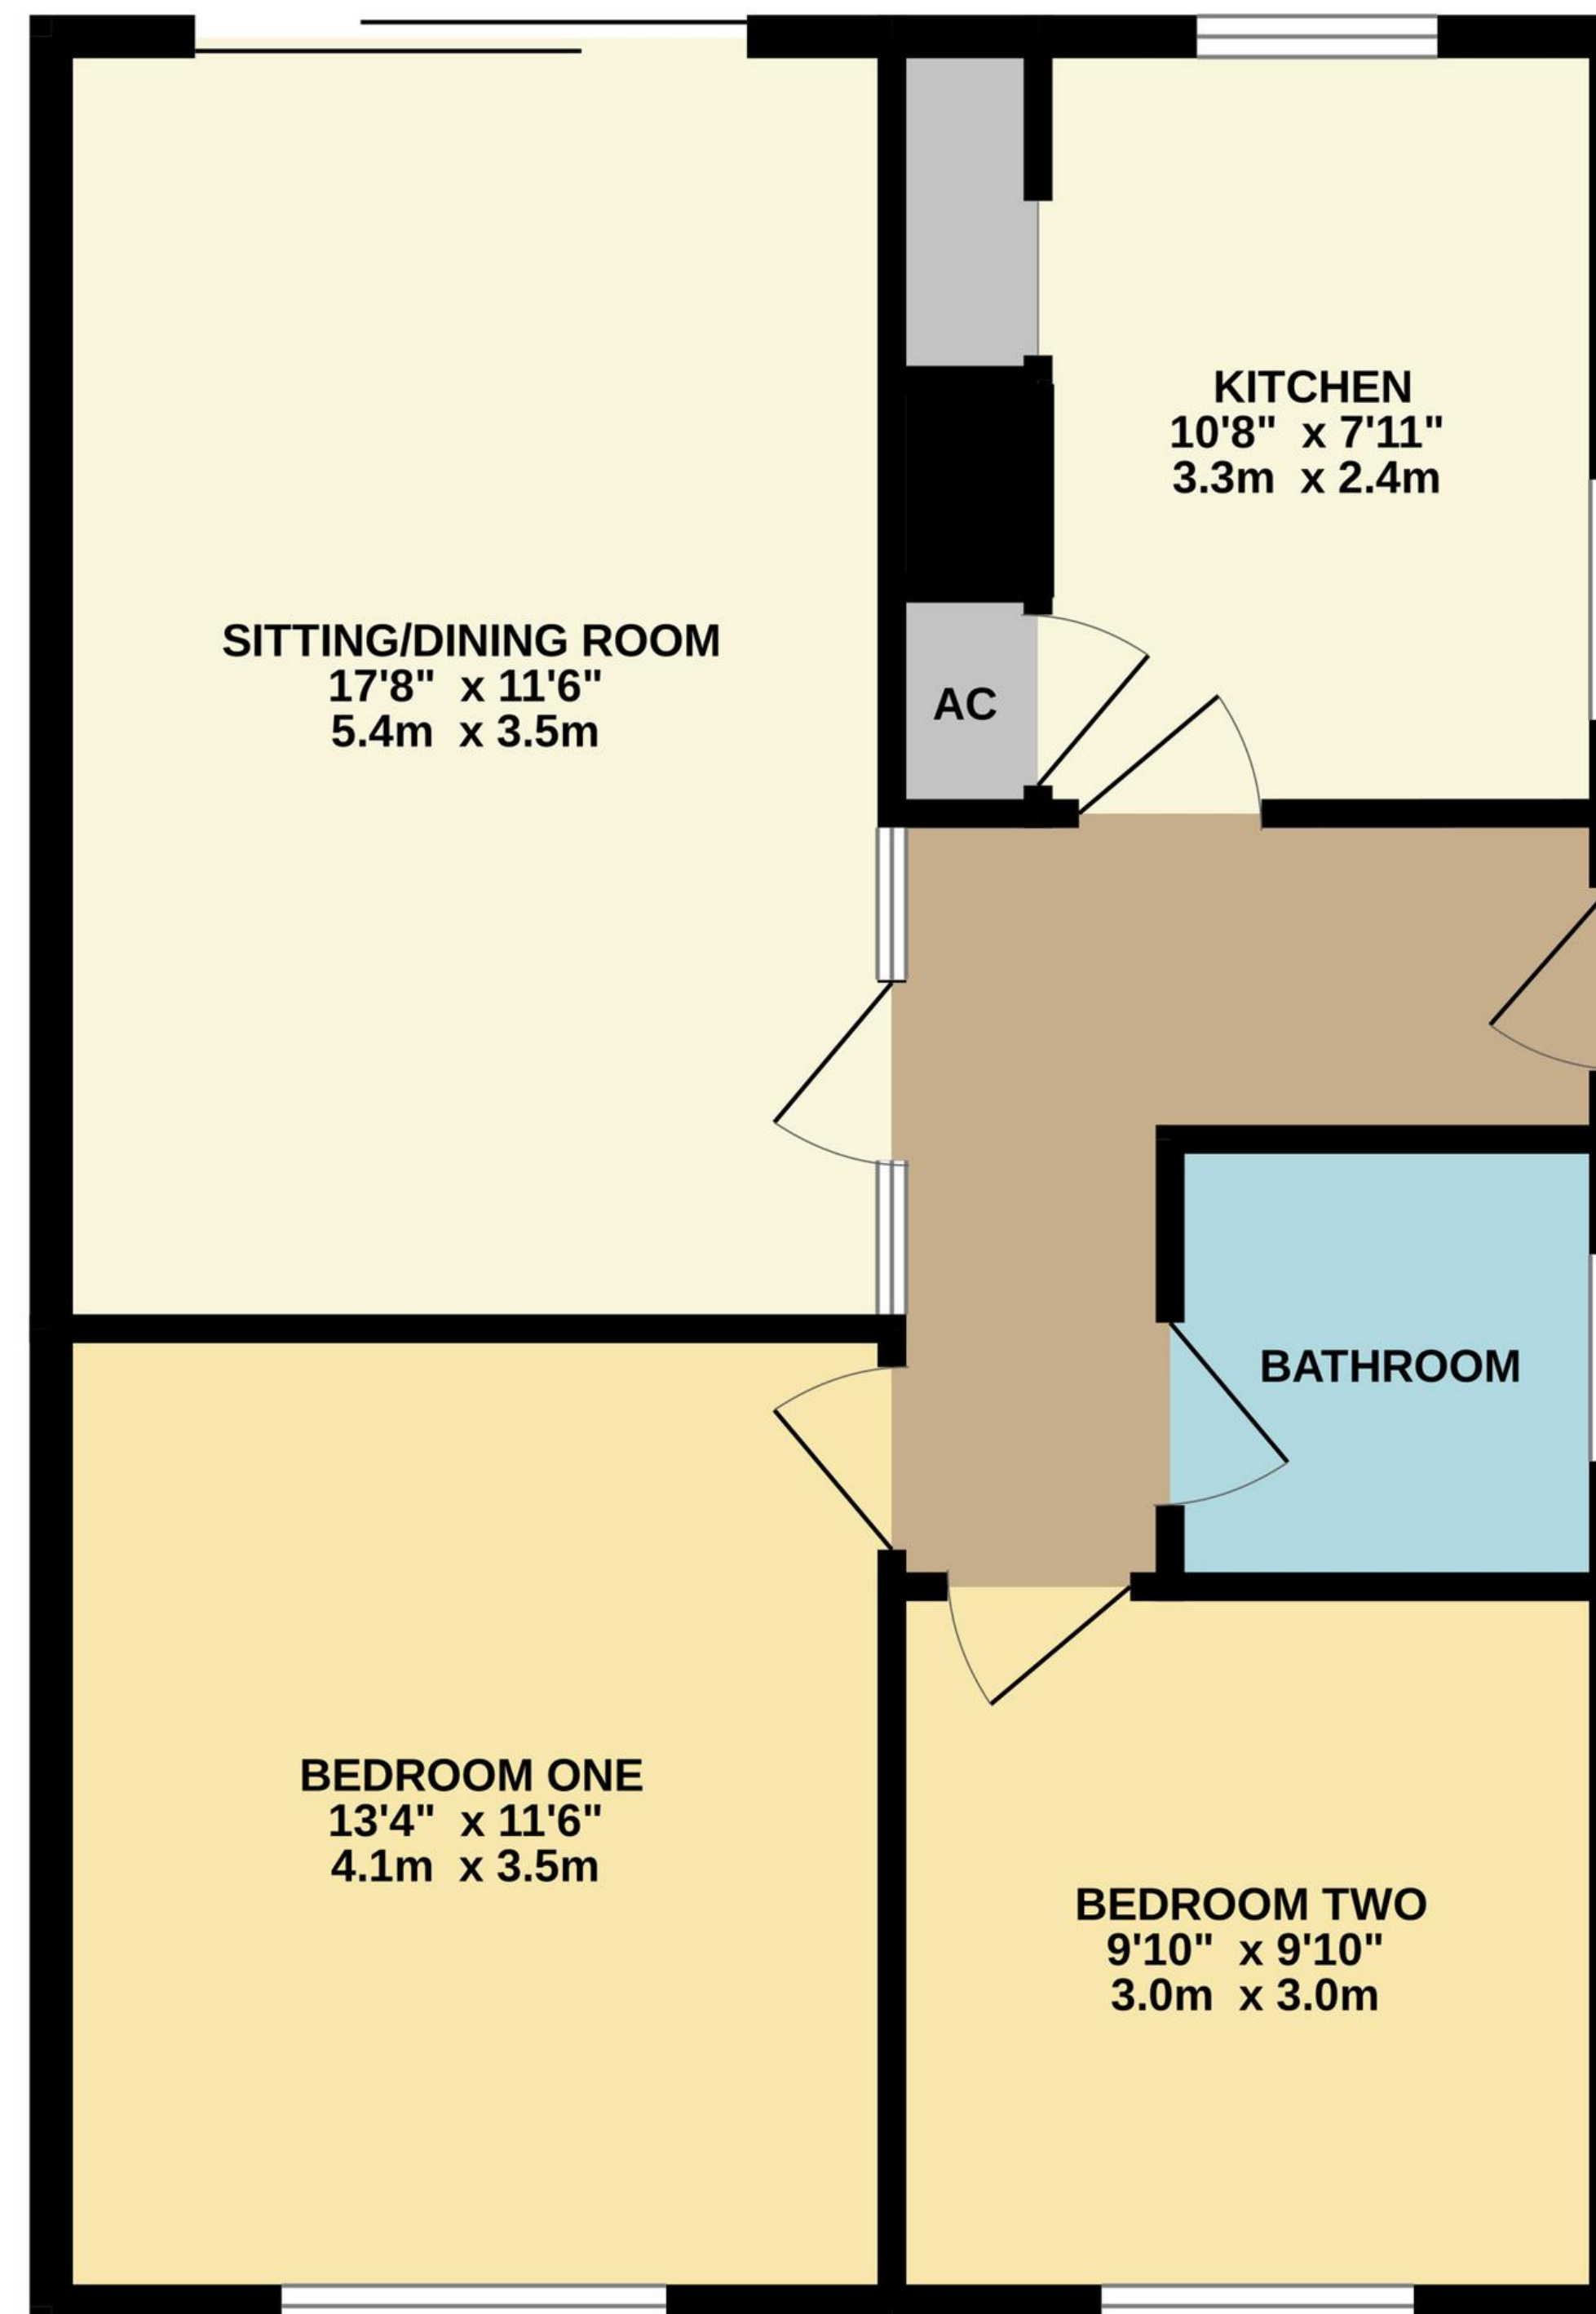 KITCHEN
10'8" x 7'11"
3.3m x 2.4m
SITTING/DINING ROOM
17'8" x 11'6"
5.4m x 3.5m
AC
BATHROOM
BEDROOM ONE
13'4" x 11'6"
4.1m x 3.5m
BEDROOM TWO
9'10" x 9'10"
3.0m x 3.0m